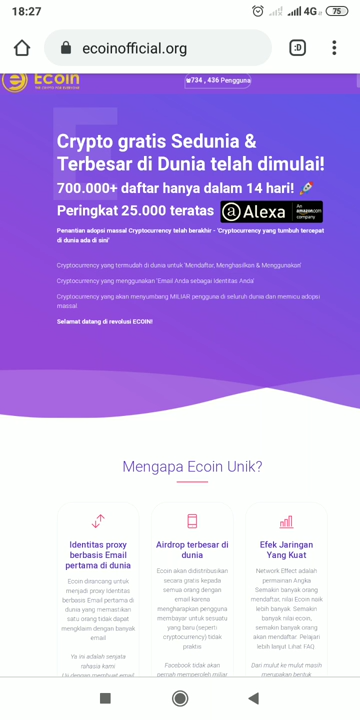 18:27
4G
75
ecoinofficial.org
:D
Ecoin
734 , 436 Pengguna
Crypto gratis Sedunia &
Terbesar di Dunia telah dimulai!
700.000+ daftar hanya dalam 14 hari! 🚀
Peringkat 25.000 teratas
a Alexa
An
amazon.com
company
Penantian adopsi massal Cryptocurrency telah berakhir - 'Cryptocurrency yang tumbuh tercepat
di dunia ada di sini'
Cryptocurrency yang termudah di dunia untuk 'Mendaftar, Menghasilkan & Menggunakan'
Cryptocurrency yang menggunakan 'Email Anda sebagai Identitas Anda'
Cryptocurrency yang akan menyumbang MILIAR pengguna di seluruh dunia dan memicu adopsi
massal
Selamat datang di revolusi ECOIN!
Mengapa Ecoin Unik?
Identitas proxy
berbasis Email
pertama di dunia
Ecoin dirancang untuk
menjadi proxy Identitas
berbasis Email pertama di
dunia yang memastikan
satu orang tidak dapat
mengklaim dengan banyak
email
Ya ini adalah senjata
rahasia kami
Airdrop terbesar di
dunia
Ecoin akan didistribusikan
secara gratis kepada
semua orang dengan
email karena
mengharapkan pengguna
membayar untuk sesuatu
yang baru (seperti
cryptocurrency) tidak
praktis
Facebook tidak akan
pernah memperoleh miliar
Efek Jaringan
Yang Kuat
Network Effect adalah
permainan Angka
Semakin banyak orang
mendaftar, nilai Ecoin naik
lebih banyak. Semakin
banyak nilai ecoin,
semakin banyak orang
akan mendaftar. Pelajari
lebih lanjut Lihat FAQ
Dari mulut ke mulut masih
merupakan bentuk